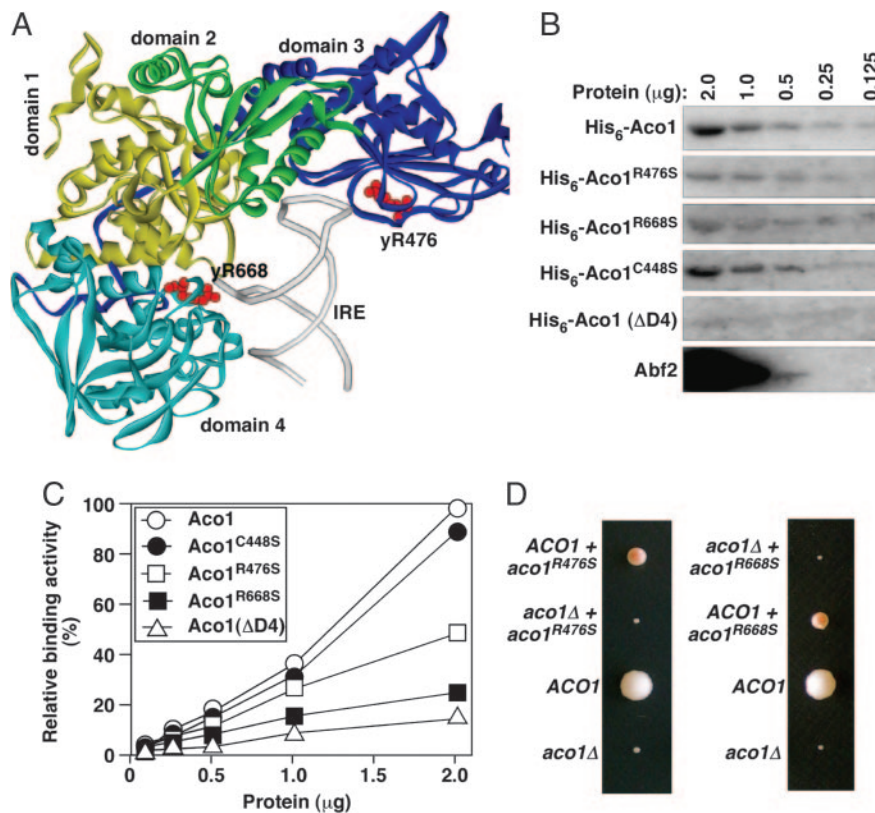 A
domain 1
domain 2
domain 3
yR476
yR668
IRE
domain 4
B
Protein (μg): 2.0 1.0 0.5 0.25 0.125
His6-Aco1
His6-Aco1R476S
His6-Aco1R668S
His6-Aco1C448S
His6-Aco1 (ΔD4)
Abf2
C
Relative binding activity
(%)
100
80
60
40
20
0
Aco1
Aco1C448S
Aco1R476S
Aco1R668S
Aco1(ΔD4)
0 0.5 1.0 1.5 2.0
Protein (μg)
D
ACO1 +
aco1R476S
aco1Δ +
aco1R476S
ACO1
aco1Δ
aco1Δ +
aco1R668S
ACO1 +
aco1R668S
ACO1
aco1Δ